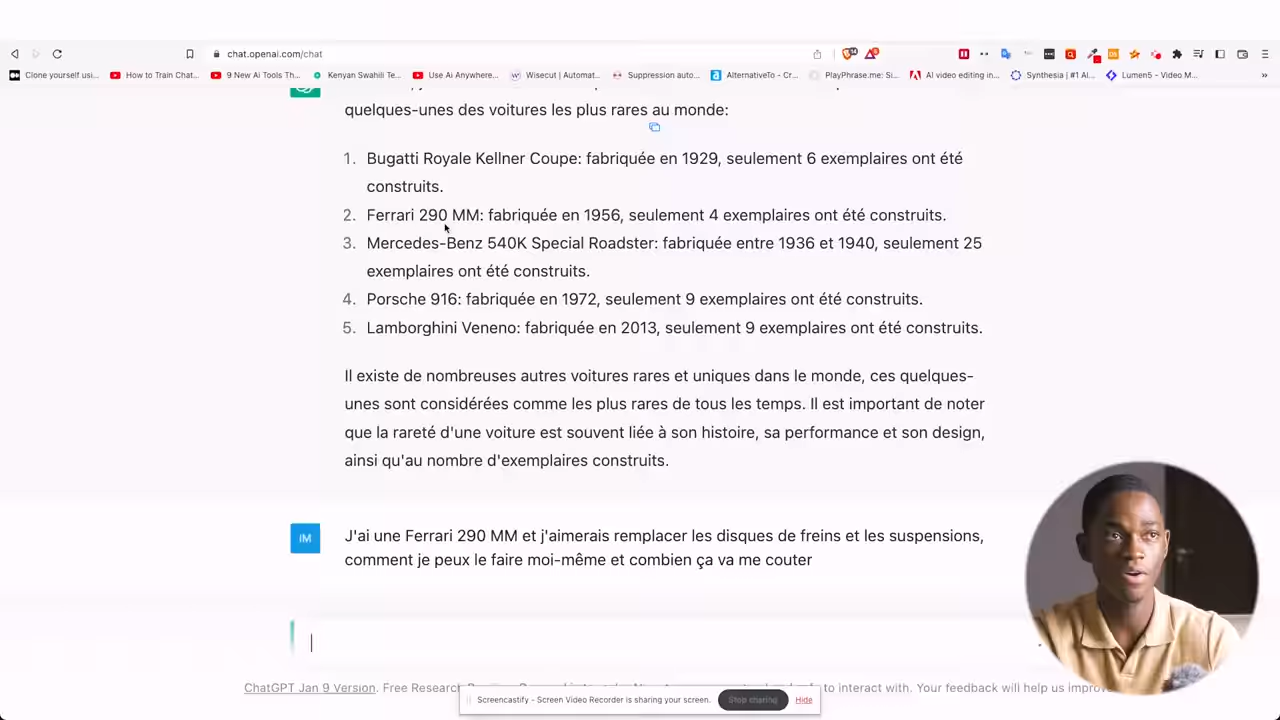 chat.openai.com/chat
Clone yourself usi... How to Train Chat... 9 New Ai Tools Th... Kenyan Swahili Te... Use Ai Anywhere... Wisecut | Automat... Suppression auto... AlternativeTo - Cr... PlayPhrase.me: Si... AI video editing in... Synthesia | #1 AI... Lumen5 - Video M... »
quelques-unes des voitures les plus rares au monde:
1. Bugatti Royale Kellner Coupe: fabriquée en 1929, seulement 6 exemplaires ont été
construits.
2. Ferrari 290 MM: fabriquée en 1956, seulement 4 exemplaires ont été construits.
3. Mercedes-Benz 540K Special Roadster: fabriquée entre 1936 et 1940, seulement 25
exemplaires ont été construits.
4. Porsche 916: fabriquée en 1972, seulement 9 exemplaires ont été construits.
5. Lamborghini Veneno: fabriquée en 2013, seulement 9 exemplaires ont été construits.
Il existe de nombreuses autres voitures rares et uniques dans le monde, ces quelques-
unes sont considérées comme les plus rares de tous les temps. Il est important de noter
que la rareté d'une voiture est souvent liée à son histoire, sa performance et son design,
ainsi qu'au nombre d'exemplaires construits.
IM
J'ai une Ferrari 290 MM et j'aimerais remplacer les disques de freins et les suspensions,
comment je peux le faire moi-même et combien ça va me couter
ChatGPT Jan 9 Version. Free Research to interact with. Your feedback will help us improv
Screencastify - Screen Video Recorder is sharing your screen. Stop sharing Hide